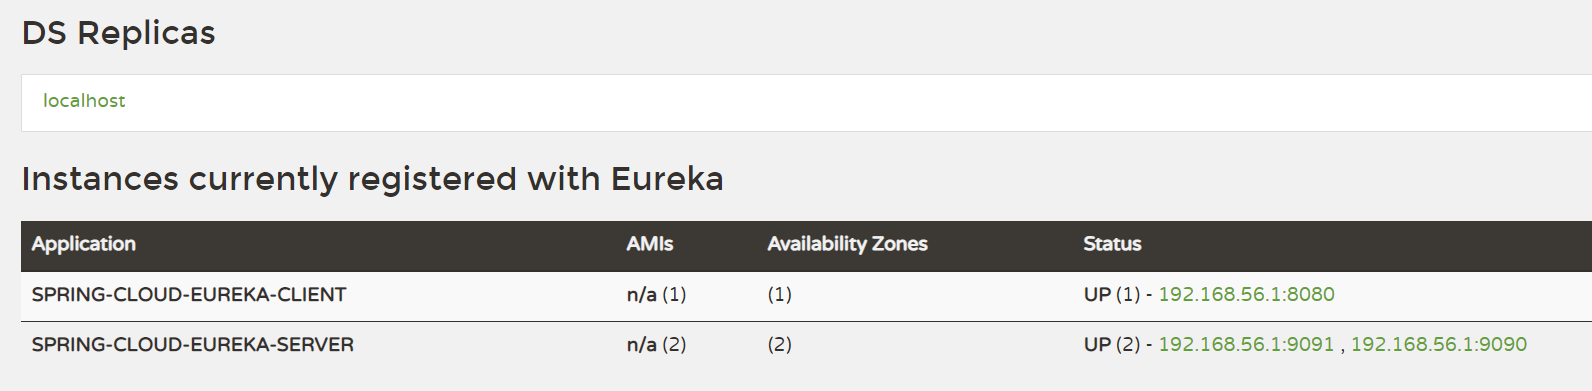 DS Replicas
localhost
Instances currently registered with Eureka
Application AMIs Availability Zones Status
SPRING-CLOUD-EUREKA-CLIENT n/a (1) (1) UP (1) - 192.168.56.1:8080
SPRING-CLOUD-EUREKA-SERVER n/a (2) (2) UP (2) - 192.168.56.1:9091 , 192.168.56.1:9090